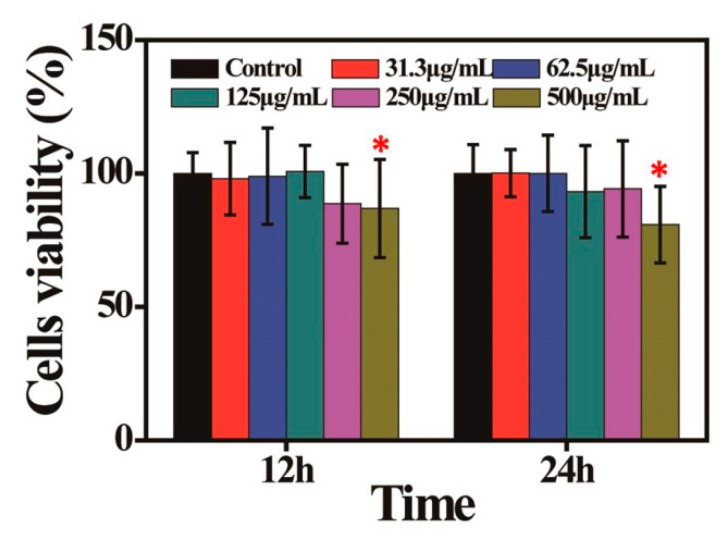 Cells viability (%)
150
100
50
0
Control 31.3μg/mL 62.5μg/mL
125μg/mL 250μg/mL 500μg/mL
*
*
12h 24h
Time